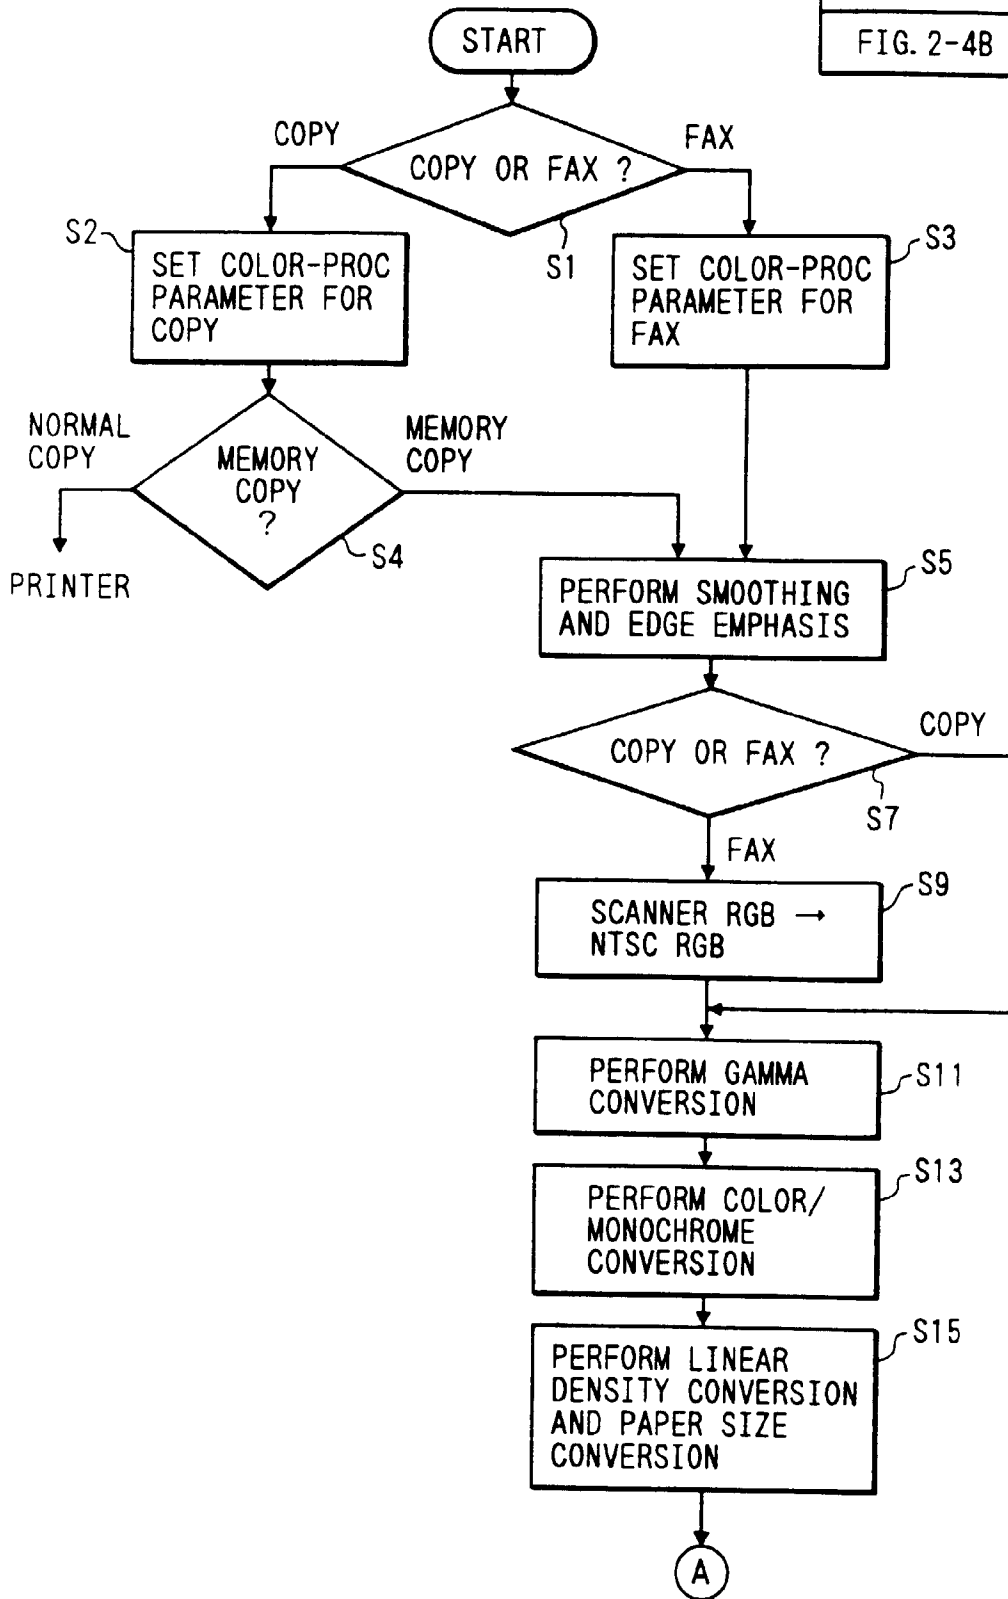 FIG. 2-4B
START
COPY
FAX
COPY OR FAX ?
S1
S2
SET COLOR-PROC
PARAMETER FOR
COPY
S3
SET COLOR-PROC
PARAMETER FOR
FAX
NORMAL
COPY
MEMORY
COPY
MEMORY
COPY
?
S4
PRINTER
S5
PERFORM SMOOTHING
AND EDGE EMPHASIS
COPY OR FAX ?
COPY
S7
FAX
S9
SCANNER RGB →
NTSC RGB
PERFORM GAMMA
CONVERSION
S11
S13
PERFORM COLOR/
MONOCHROME
CONVERSION
S15
PERFORM LINEAR
DENSITY CONVERSION
AND PAPER SIZE
CONVERSION
A